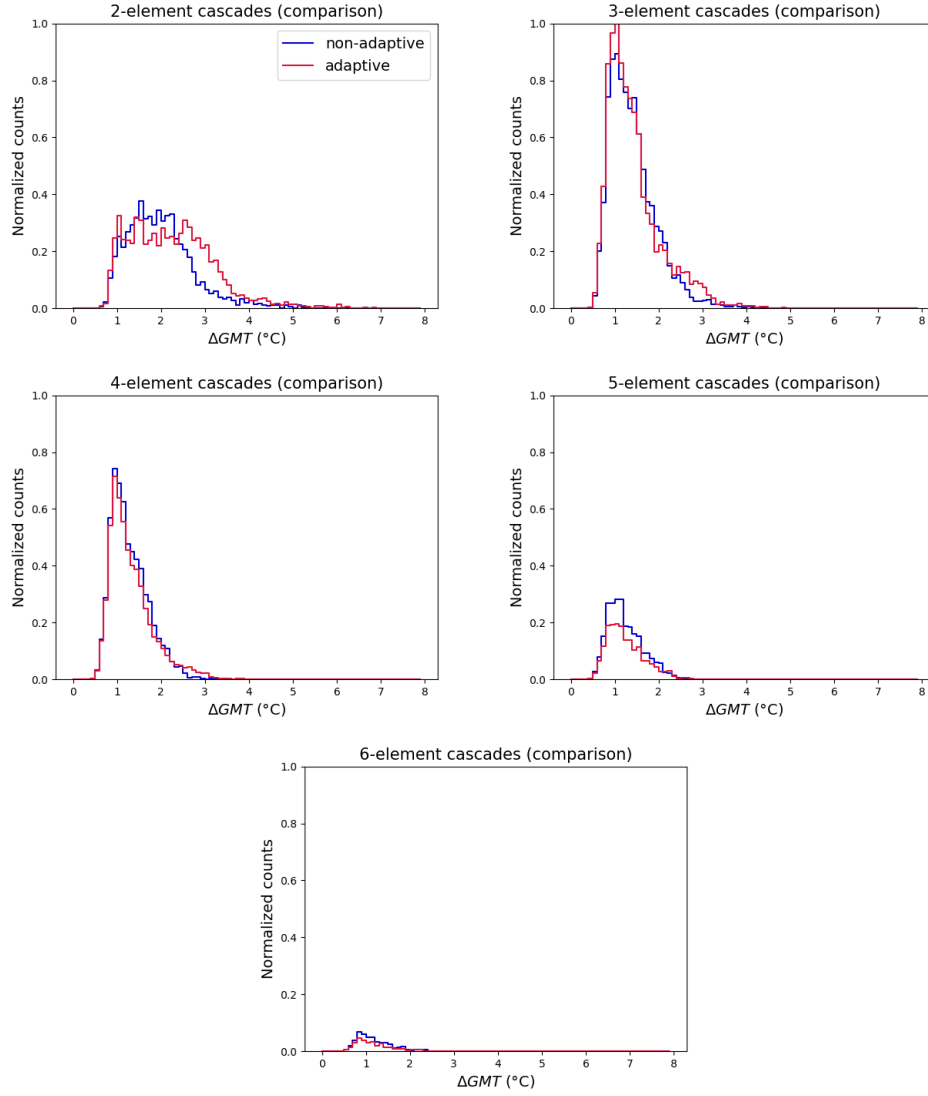 2-element cascades (comparison)
1.0
0.8
0.6
0.4
0.2
0.0
Normalized counts
non-adaptive
adaptive
0 1 2 3 4 5 6 7 8
ΔGMT (°C)
3-element cascades (comparison)
1.0
0.8
0.6
0.4
0.2
0.0
Normalized counts
0 1 2 3 4 5 6 7 8
ΔGMT (°C)
4-element cascades (comparison)
1.0
0.8
0.6
0.4
0.2
0.0
Normalized counts
0 1 2 3 4 5 6 7 8
ΔGMT (°C)
5-element cascades (comparison)
1.0
0.8
0.6
0.4
0.2
0.0
Normalized counts
0 1 2 3 4 5 6 7 8
ΔGMT (°C)
6-element cascades (comparison)
1.0
0.8
0.6
0.4
0.2
0.0
Normalized counts
0 1 2 3 4 5 6 7 8
ΔGMT (°C)